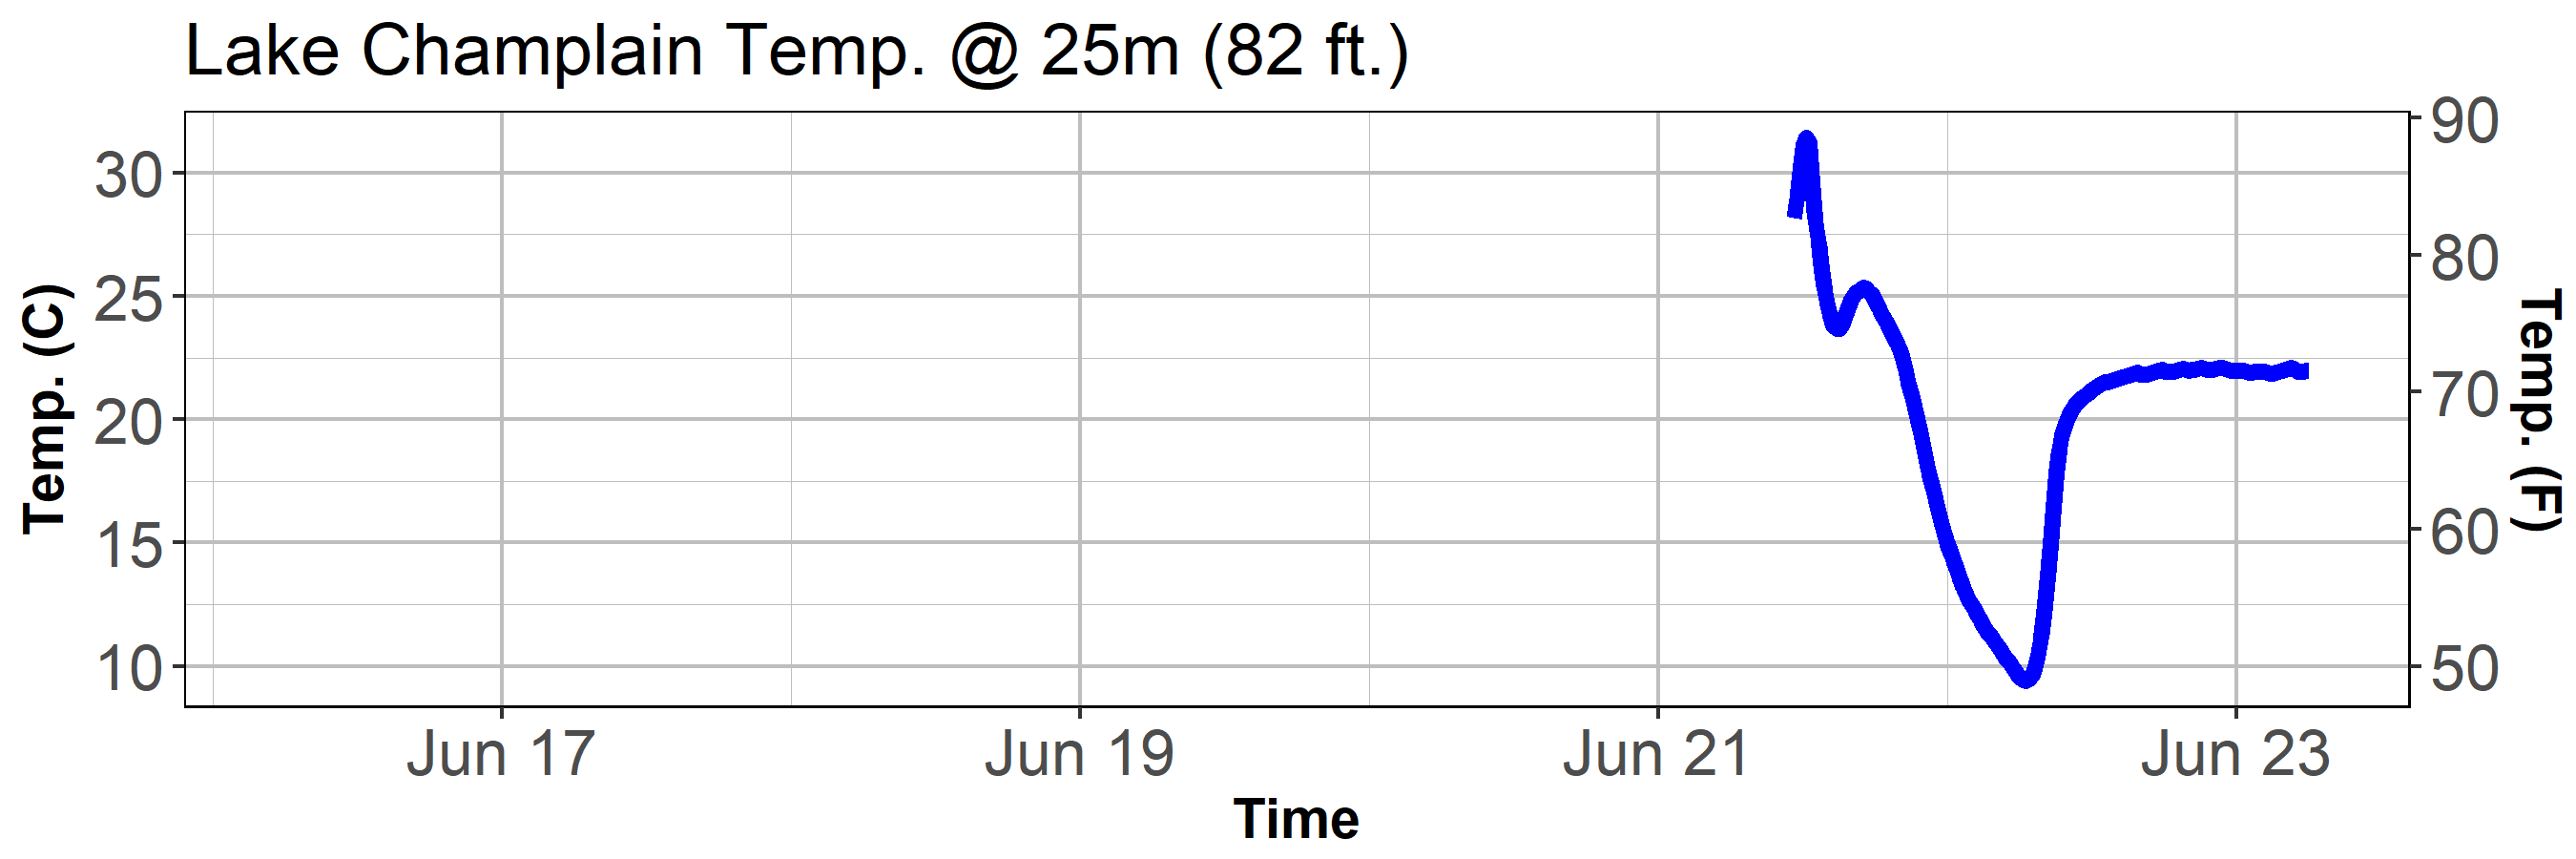 Lake Champlain Temp. @ 25m (82 ft.)
Temp. (C)
30
25
20
15
10
90
80
70
60
50
Temp. (F)
Jun 17
Jun 19
Jun 21
Jun 23
Time